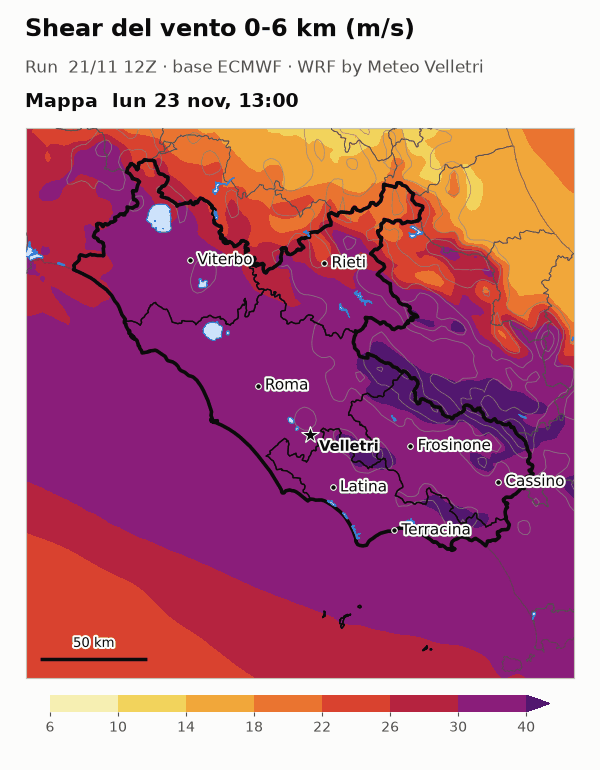 Shear del vento 0-6 km (m/s)
Run 21/11 12Z · base ECMWF · WRF by Meteo Velletri
Mappa lun 23 nov, 13:00
Viterbo
Rieti
Roma
Velletri
Frosinone
Latina
Cassino
Terracina
50 km
6 10 14 18 22 26 30 40